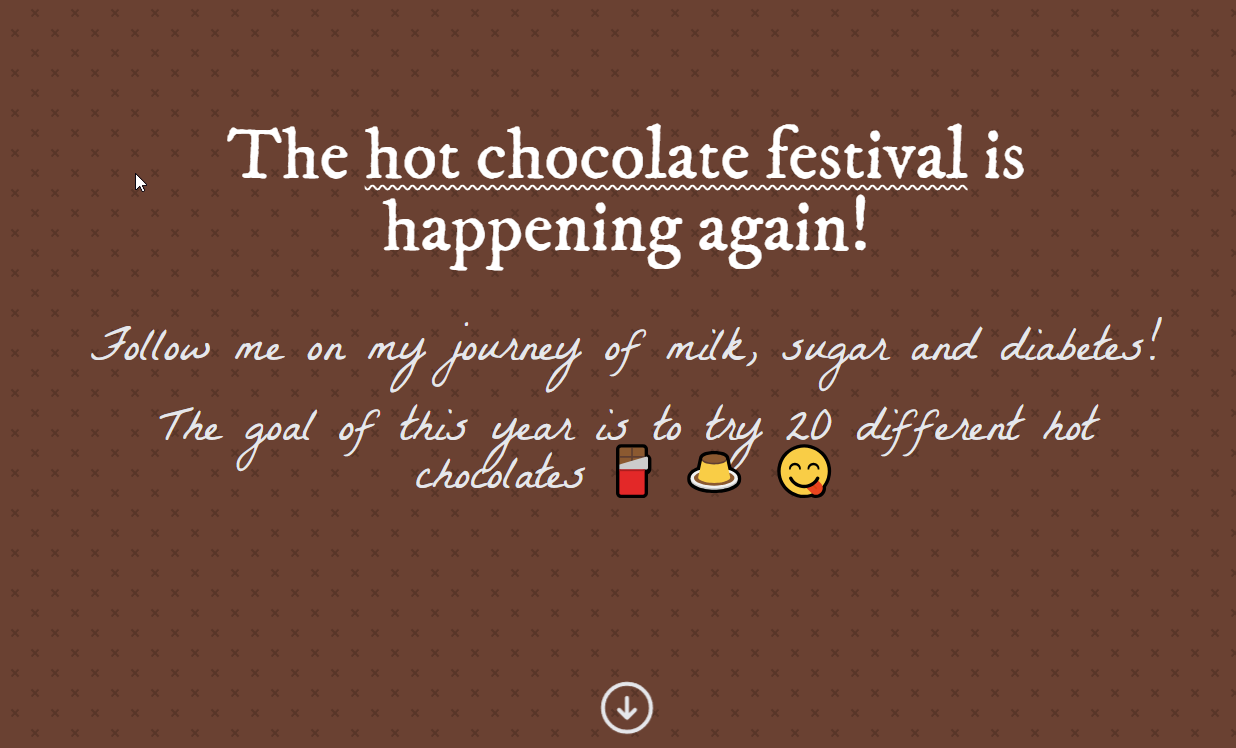 The hot chocolate festival is
happening again!
Follow me on my journey of milk, sugar and diabetes!
The goal of this year is to try 20 different hot
chocolates 🍫 🍮 😋